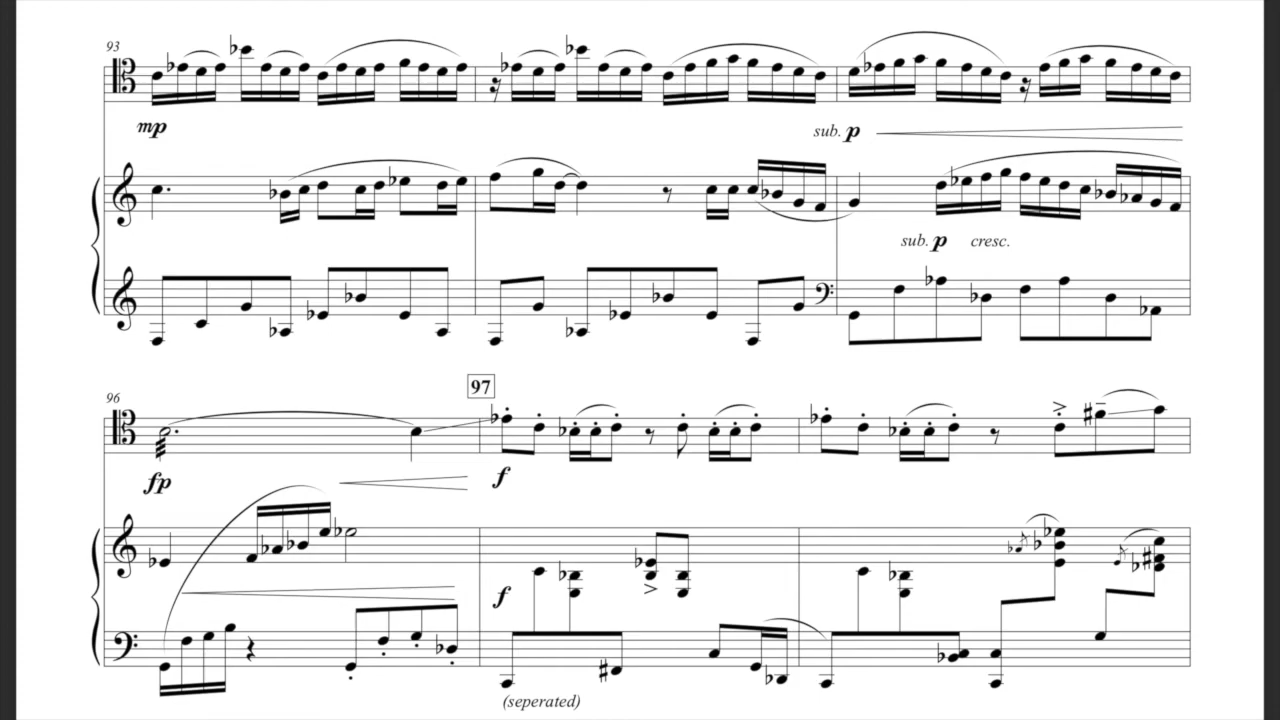 93
mp
sub. p
sub. p cresc.
96
97
fp
f
f
(seperated)